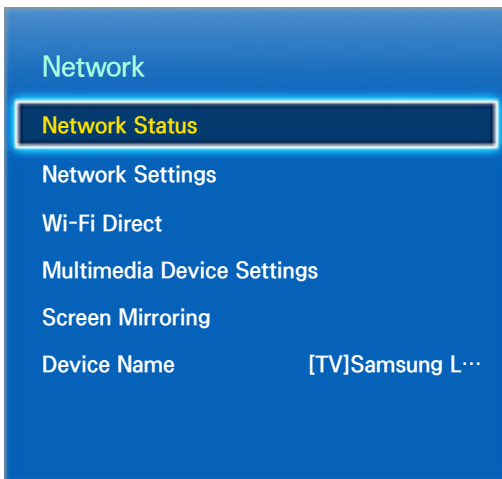 Network
Network Status
Network Settings
Wi-Fi Direct
Multimedia Device Settings
Screen Mirroring
Device Name [TV]Samsung L…